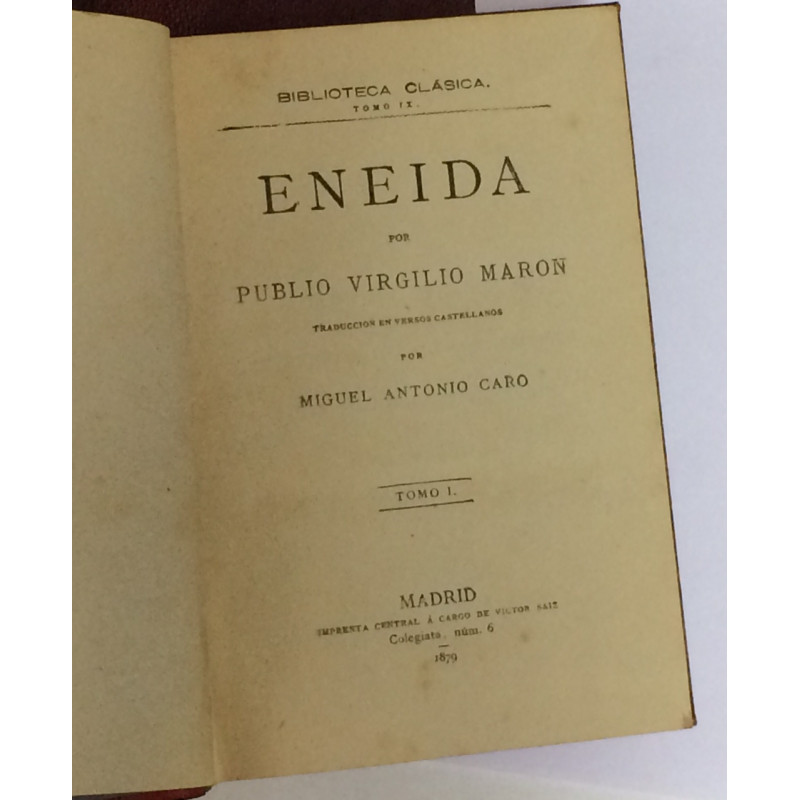 BIBLIOTECA CLÁSICA.
TOMO IX.
ENEIDA
POR
PUBLIO VIRGILIO MARON
TRADUCCION EN VERSOS CASTELLANOS
POR
MIGUEL ANTONIO CARO
TOMO I.
MADRID
IMPRENTA CENTRAL Á CARGO DE VÍCTOR SAIZ
Colegiata, núm. 6
1879